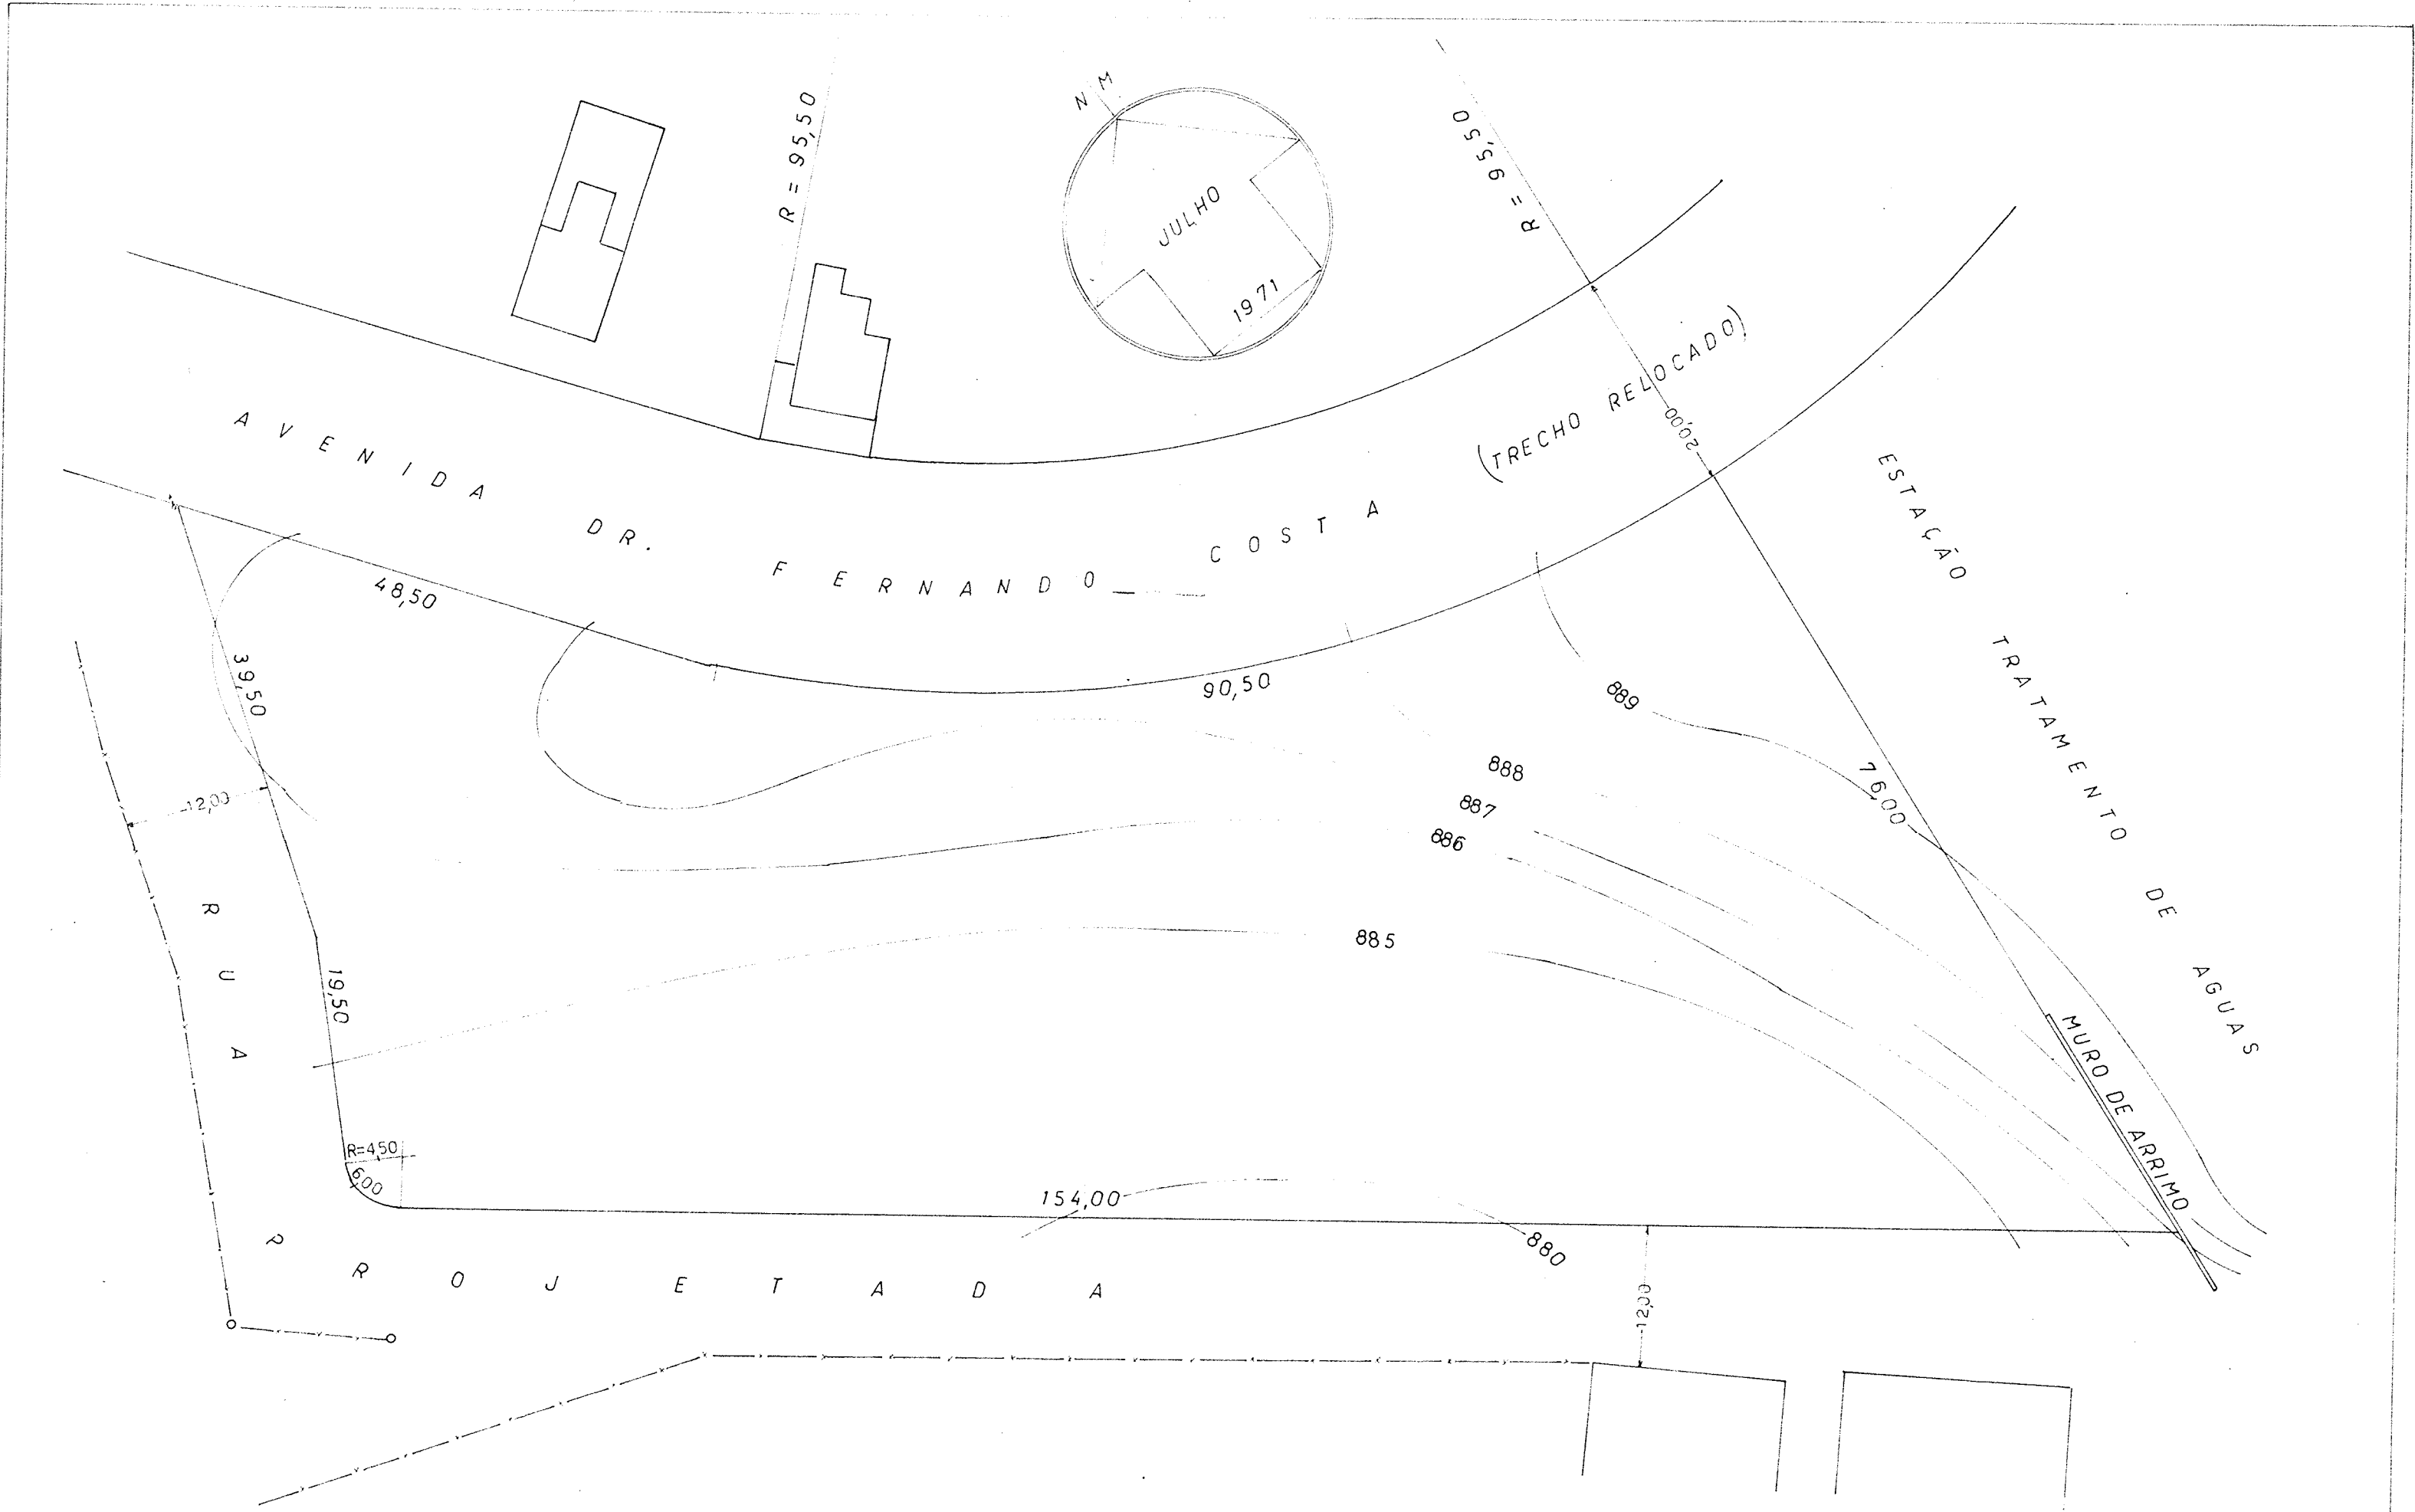 N M
JULHO
1971
R = 95,50
R = 95,50
20,00
AVENIDA DR. FERNANDO COSTA (TRECHO RELOCADO)
ESTAÇÃO TRATAMENTO DE AGUAS
48,50
90,50
39,50
12,00
19,50
R=4,50
6,00
154,00
76,00
889
888
887
886
885
880
MURO DE ARRIMO
RUA PROJETADA
12,00